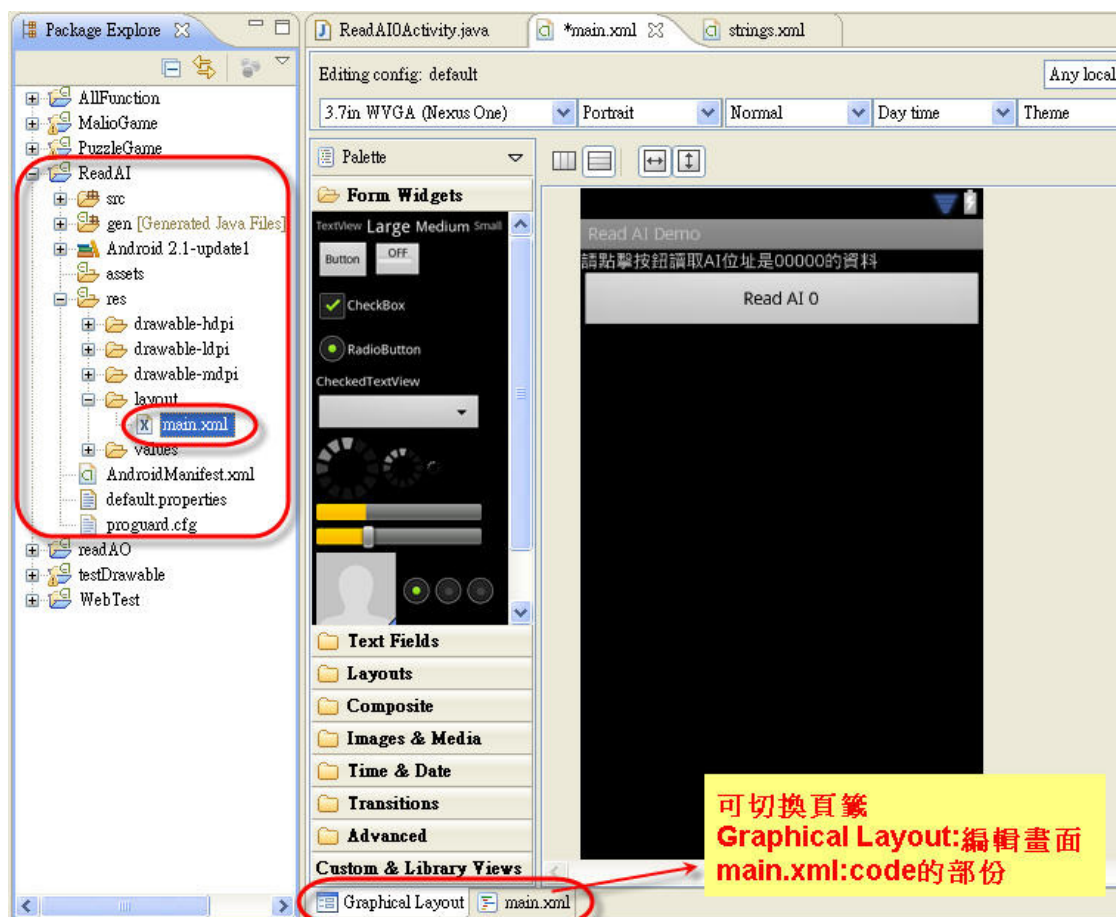 Package Explore
AllFunction
MalioGame
PuzzleGame
ReadAI
src
gen [Generated Java Files]
Android 2.1-update1
assets
res
drawable-hdpi
drawable-ldpi
drawable-mdpi
layout
main.xml
values
AndroidManifest.xml
default.properties
proguard.cfg
readAO
testDrawable
WebTest
ReadAI0Activity.java
*main.xml
strings.xml
Editing config: default
Any local
3.7in WVGA (Nexus One)
Portrait
Normal
Day time
Theme
Palette
Form Widgets
TextView Large Medium Small
Button
OFF
CheckBox
RadioButton
CheckedTextView
Text Fields
Layouts
Composite
Images & Media
Time & Date
Transitions
Advanced
Custom & Library Views
Graphical Layout
main.xml
Read AI Demo
請點擊按鈕讀取AI位址是00000的資料
Read AI 0
可切換頁籤
Graphical Layout:編輯畫面
main.xml:code的部份